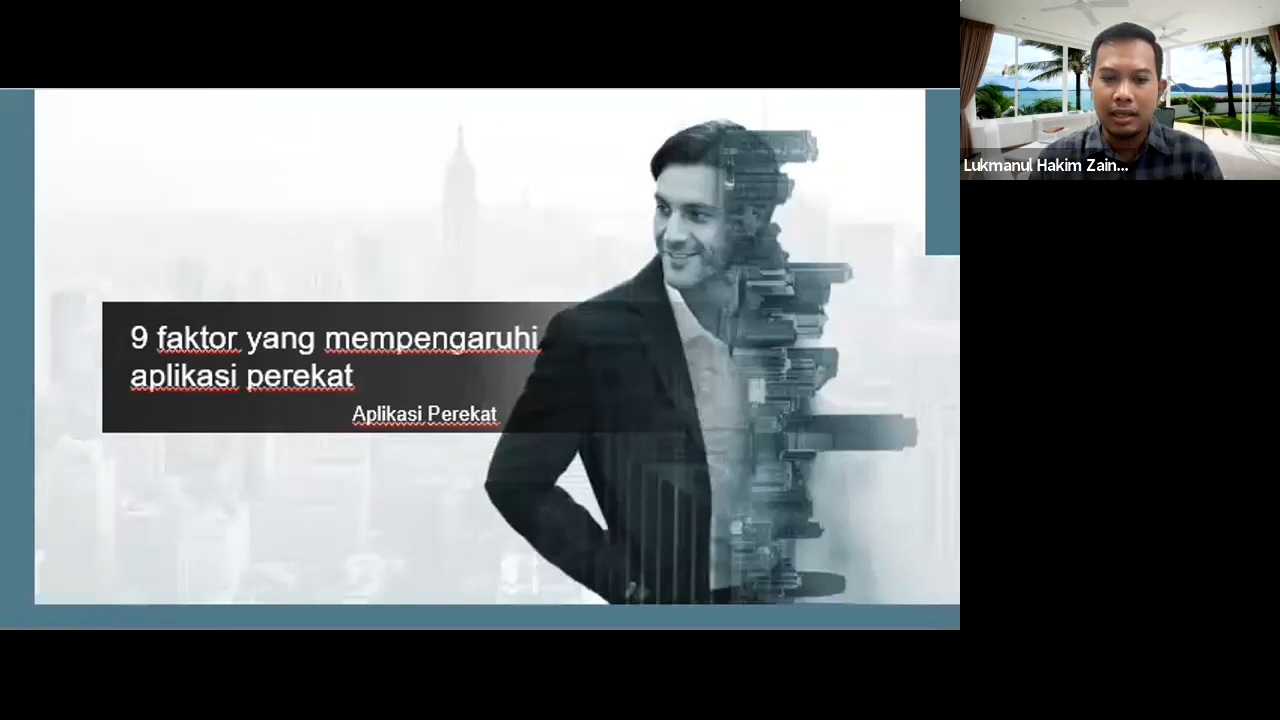 9 faktor yang mempengaruhi
aplikasi perekat
Aplikasi Perekat
Lukmanul Hakim Zain...